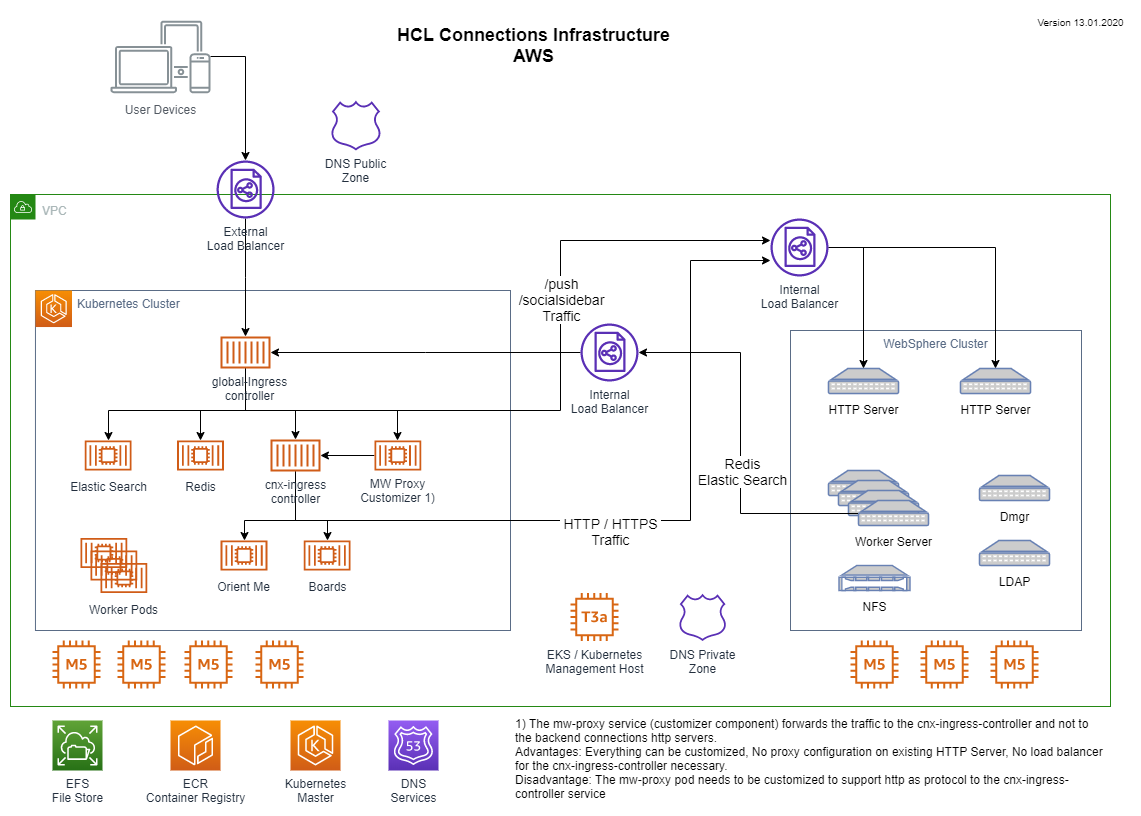 HCL Connections Infrastructure
AWS
Version 13.01.2020
User Devices
DNS Public
Zone
VPC
External
Load Balancer
Kubernetes Cluster
/push
/socialsidebar
Traffic
Internal
Load Balancer
WebSphere Cluster
global-Ingress
controller
Internal
Load Balancer
HTTP Server
HTTP Server
Elastic Search
Redis
cnx-ingress
controller
MW Proxy
Customizer 1)
Redis
Elastic Search
HTTP / HTTPS
Traffic
Worker Server
Dmgr
Orient Me
Boards
LDAP
Worker Pods
NFS
T3a
EKS / Kubernetes
Management Host
DNS Private
Zone
M5
M5
M5
M5
M5
M5
M5
EFS
File Store
ECR
Container Registry
K
Kubernetes
Master
53
DNS
Services
K
1) The mw-proxy service (customizer component) forwards the traffic to the cnx-ingress-controller and not to
the backend connections http servers.
Advantages: Everything can be customized, No proxy configuration on existing HTTP Server, No load balancer
for the cnx-ingress-controller necessary.
Disadvantage: The mw-proxy pod needs to be customized to support http as protocol to the cnx-ingress-
controller service